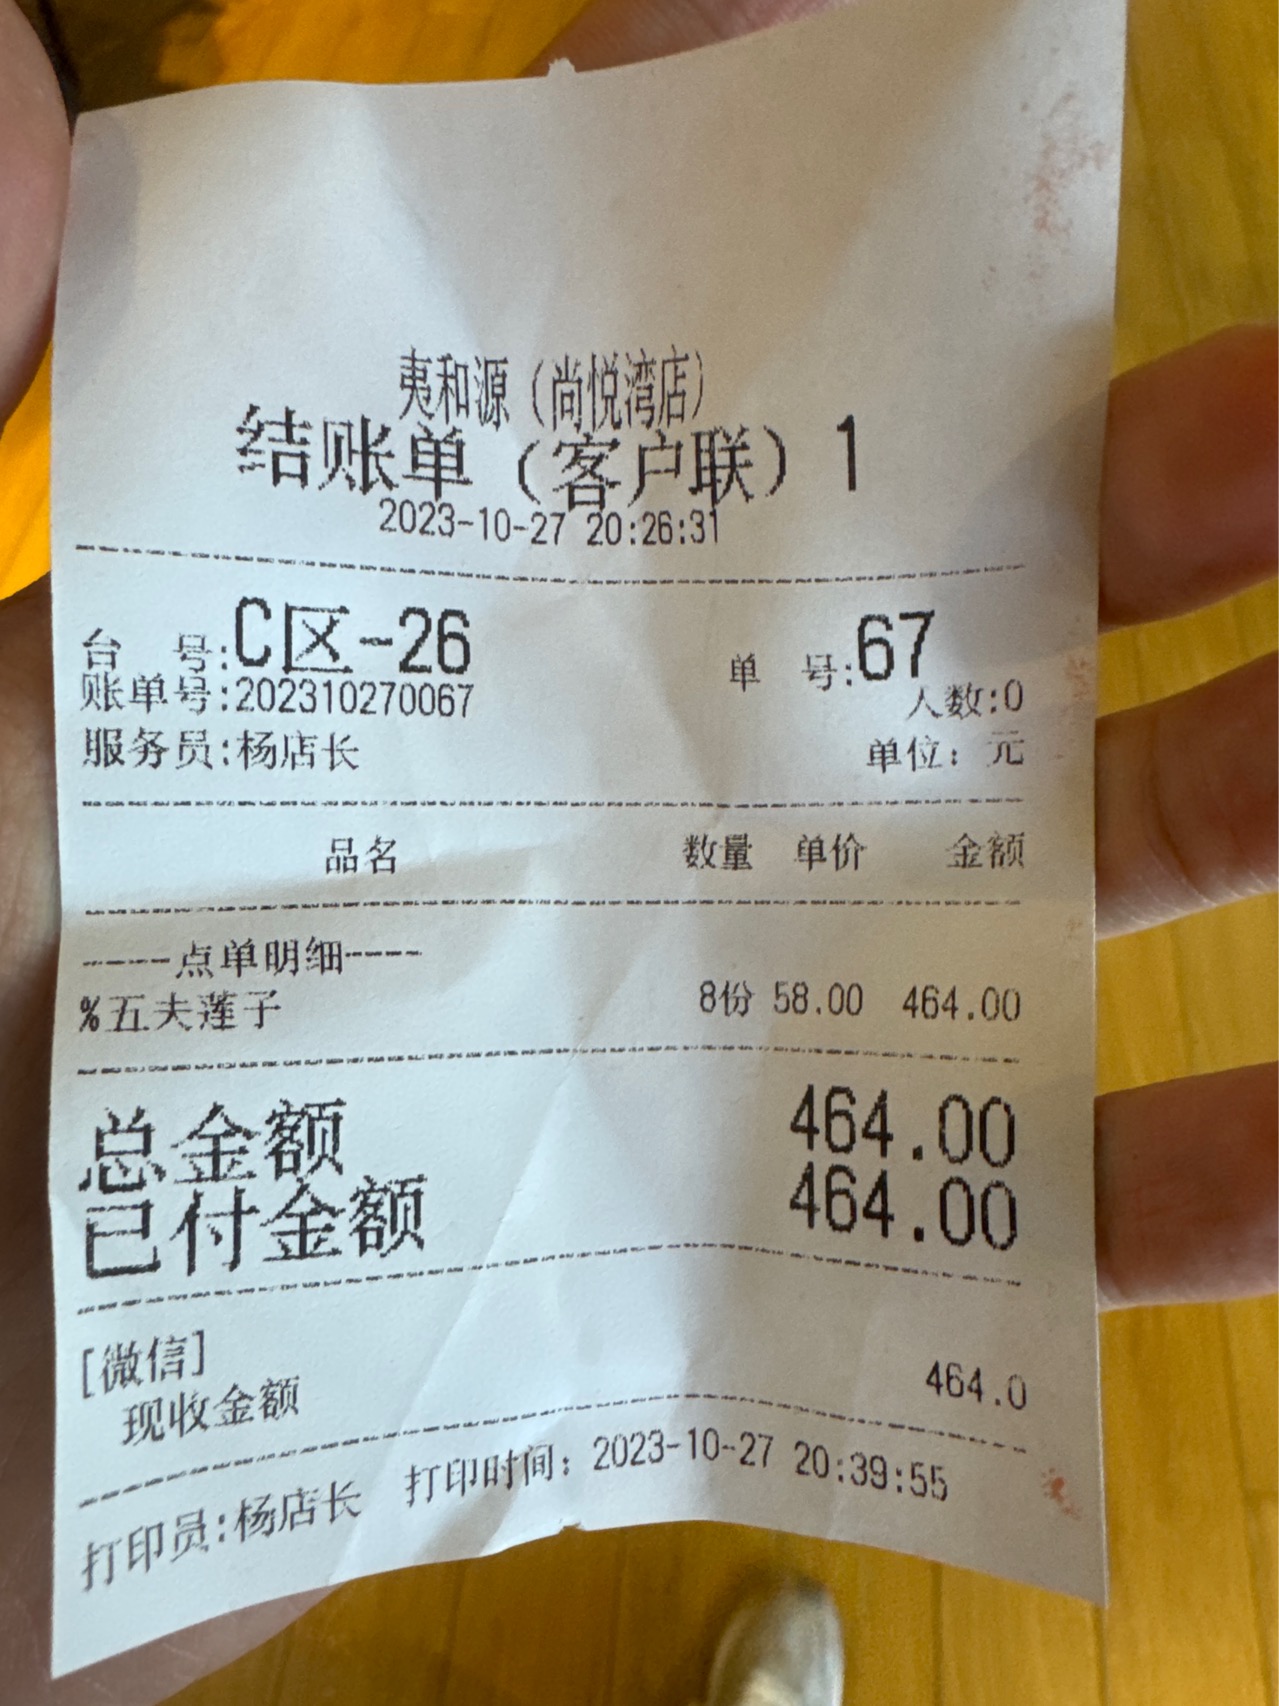 夷和源（尚悦湾店）
结账单（客户联）1
2023-10-27 20:26:31
台 号:C区-26 单 号:67
账单号:202310270067 人数:0
服务员:杨店长 单位：元
品名 数量 单价 金额
----点单明细----
%五夫莲子 8份 58.00 464.00
总金额 464.00
已付金额 464.00
[微信]
现收金额 464.0
打印员:杨店长 打印时间：2023-10-27 20:39:55